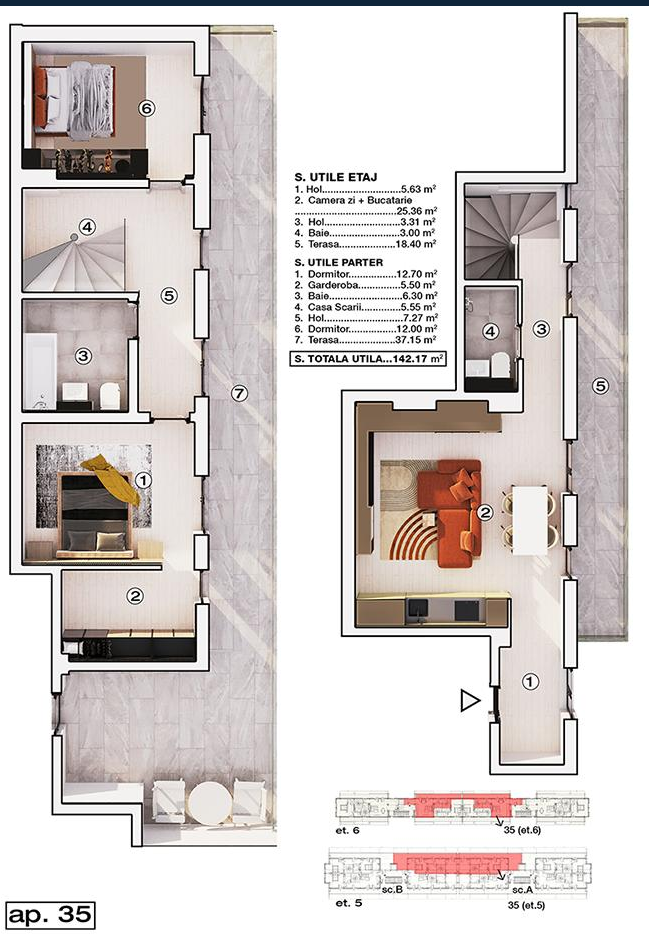 S. UTILE ETAJ
1. Hol............................5.63 m²
2. Camera zi + Bucatarie
...................................25.36 m²
3. Hol...........................3.31 m²
4. Baie.........................3.00 m²
5. Terasa....................18.40 m²
S. UTILE PARTER
1. Dormitor...............12.70 m²
2. Garderoba............5.50 m²
3. Baie.........................6.30 m²
4. Casa Scarii...........5.55 m²
5. Hol...........................7.27 m²
6. Dormitor...............12.00 m²
7. Terasa....................37.15 m²
S. TOTALA UTILA...142.17 m²
6
4
5
3
7
1
2
4
3
5
2
1
et. 6
35 (et.6)
sc.B
sc.A
et. 5
35 (et.5)
ap. 35